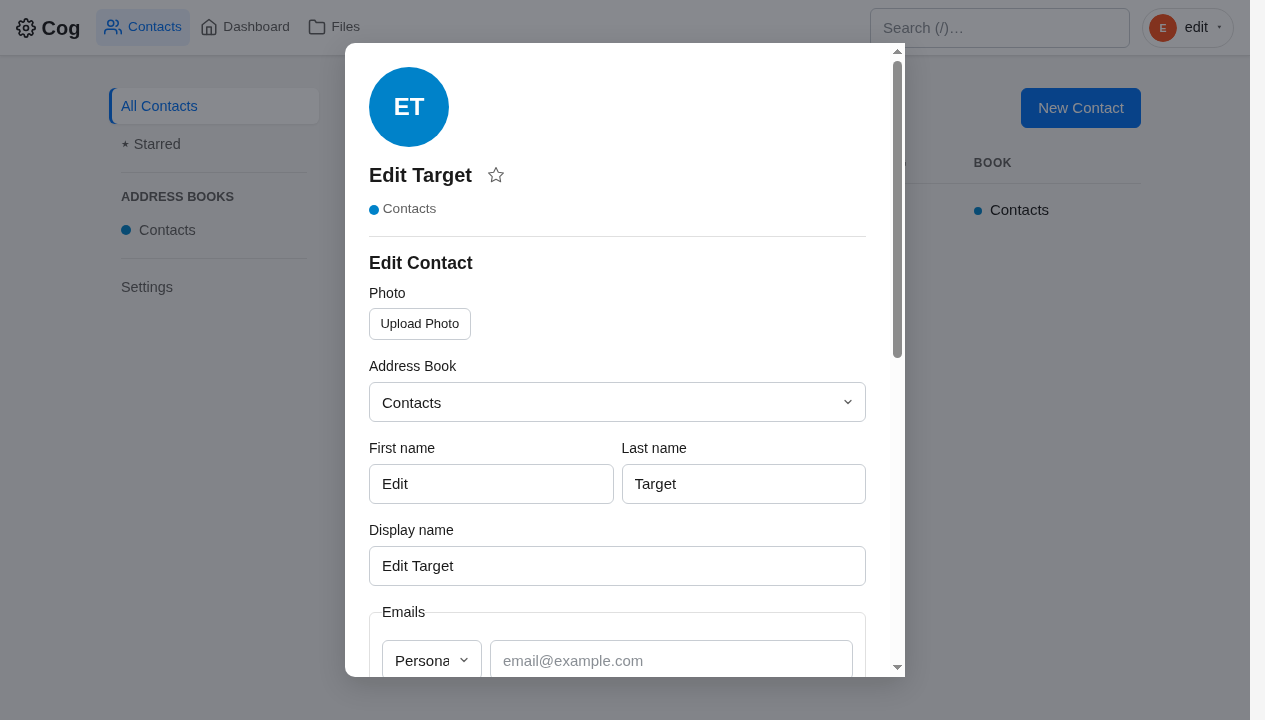 Cog
Contacts
Dashboard
Files
Search (/)…
E
edit
All Contacts
★ Starred
ADDRESS BOOKS
Contacts
Settings
New Contact
BOOK
Contacts
ET
Edit Target
Contacts
Edit Contact
Photo
Upload Photo
Address Book
Contacts
First name
Last name
Edit
Target
Display name
Edit Target
Emails
Persona
email@example.com